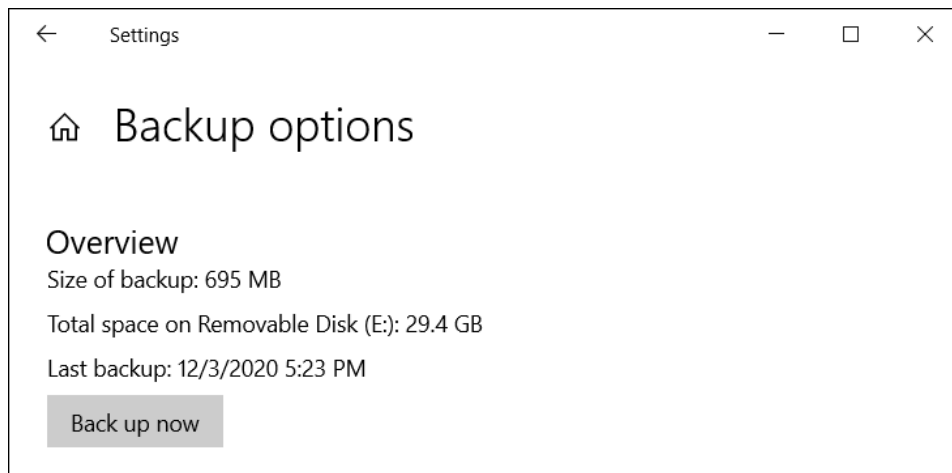 Settings
Backup options
Overview
Size of backup: 695 MB
Total space on Removable Disk (E:): 29.4 GB
Last backup: 12/3/2020 5:23 PM
Back up now